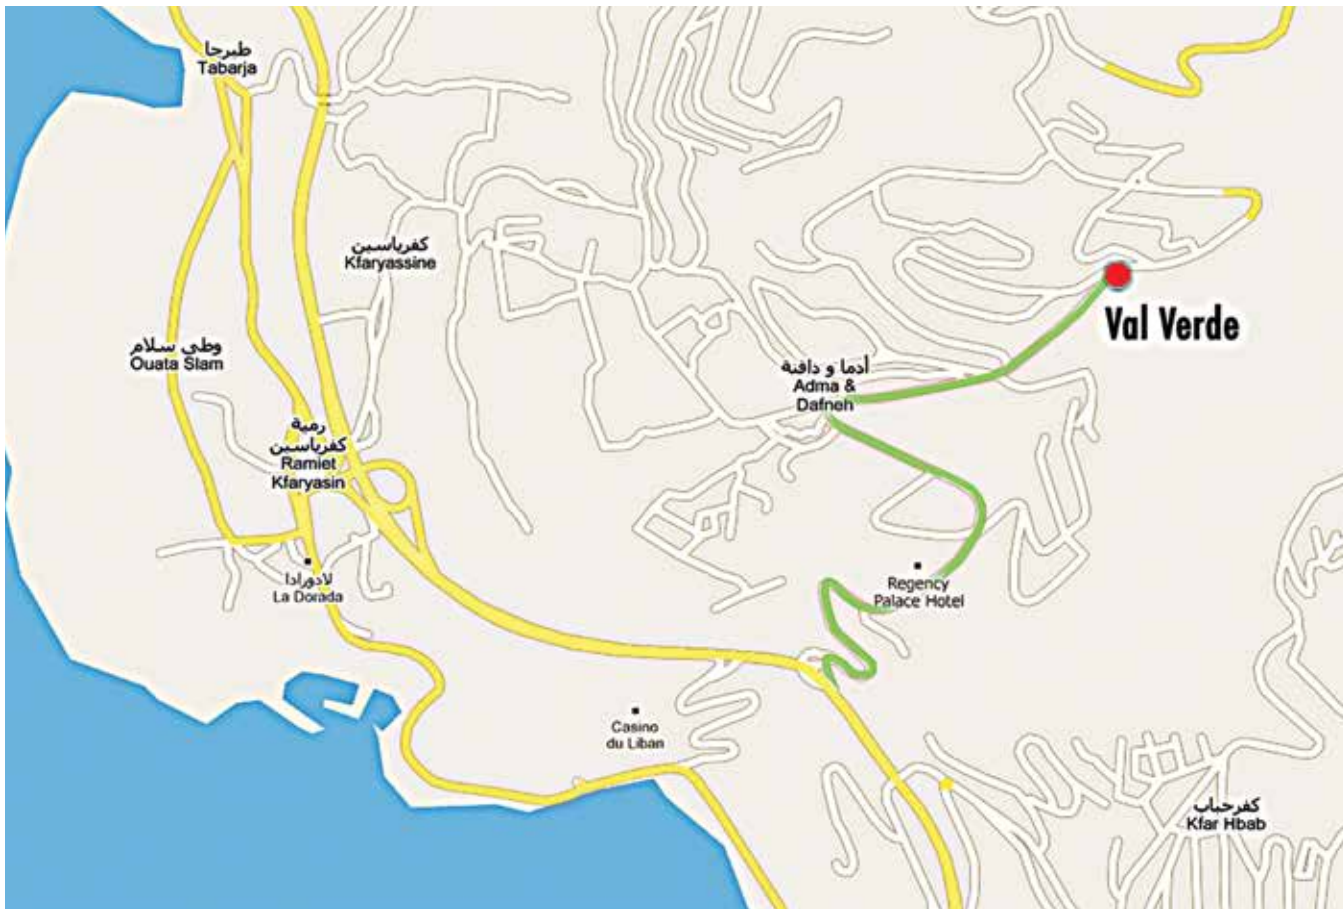 طبرجا
Tabarja
كفرياسين
Kfaryassine
Val Verde
وطى سلام
Ouata Slam
أدما و دافنة
Adma &
Dafneh
رمية
كفرياسين
Ramiet
Kfaryasin
لادورادا
La Dorada
Regency
Palace Hotel
Casino
du Liban
كفرحباب
Kfar Hbab